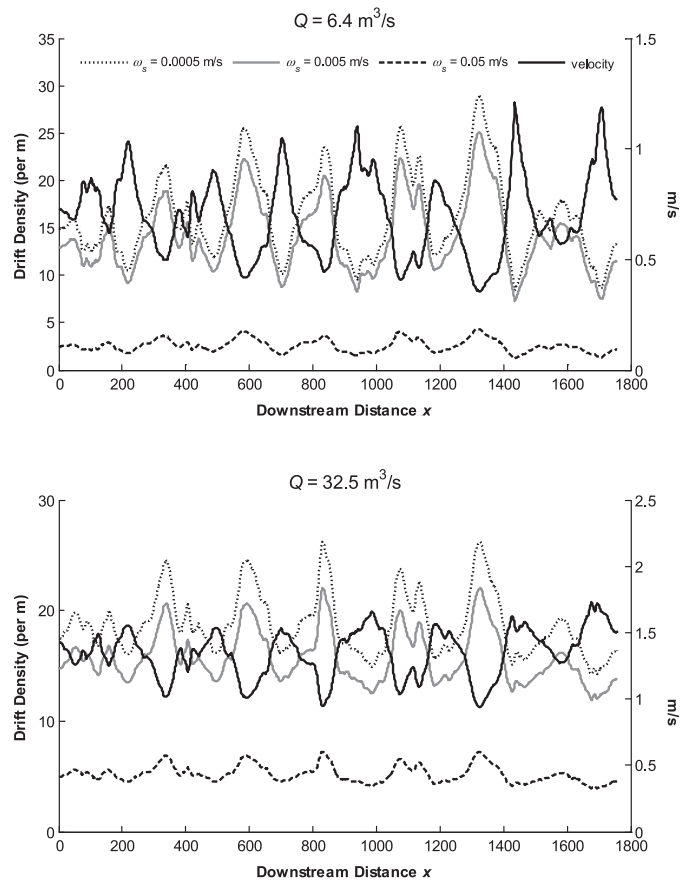 Q = 6.4 m³/s
35
30
25
20
15
10
5
0
Drift Density (per m)
ωs = 0.0005 m/s
ωs = 0.005 m/s
ωs = 0.05 m/s
velocity
1.5
1
0.5
0
m/s
0 200 400 600 800 1000 1200 1400 1600 1800
Downstream Distance x
Q = 32.5 m³/s
30
20
10
0
Drift Density (per m)
2.5
2
1.5
1
0.5
0
m/s
0 200 400 600 800 1000 1200 1400 1600 1800
Downstream Distance x